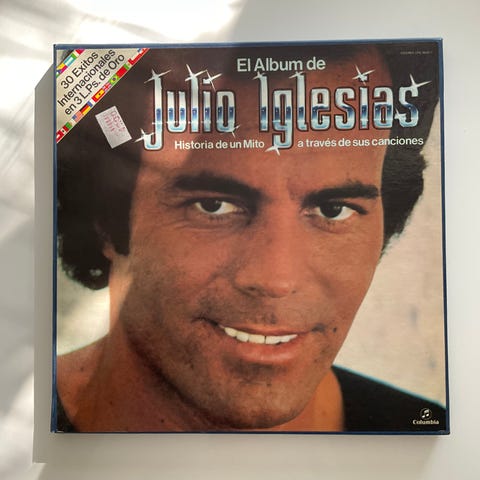 30 Exitos
Internacionales
en 3 L.Ps. de Oro
El Album de
Julio Iglesias
Historia de un Mito a través de sus canciones
Columbia